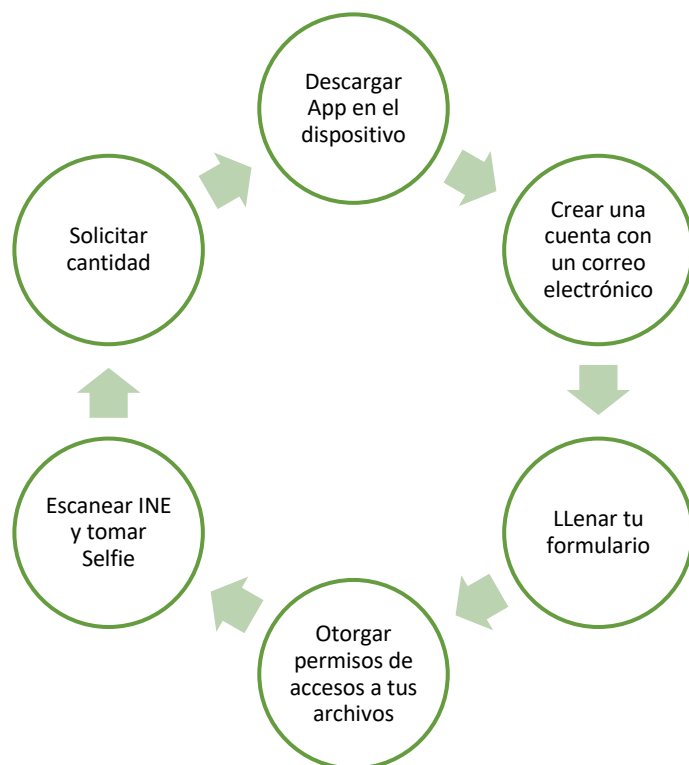 Descargar
App en el
dispositivo
Crear una
cuenta con
un correo
electrónico
LLenar tu
formulario
Otorgar
permisos de
accesos a tus
archivos
Escanear INE
y tomar
Selfie
Solicitar
cantidad